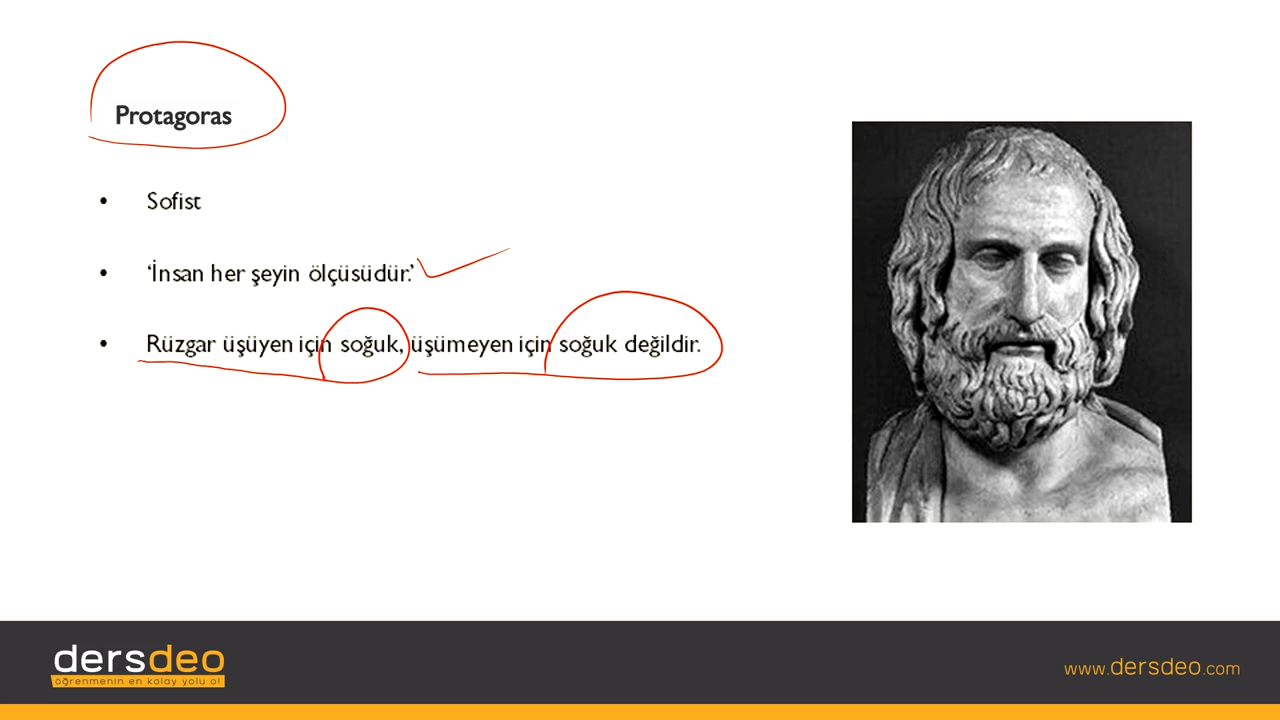 Protagoras
• Sofist
• ‘İnsan her şeyin ölçüsüdür.’
• Rüzgar üşüyen için soğuk, üşümeyen için soğuk değildir.
dersdeo
öğrenmenin en kolay yolu o!
www.dersdeo.com